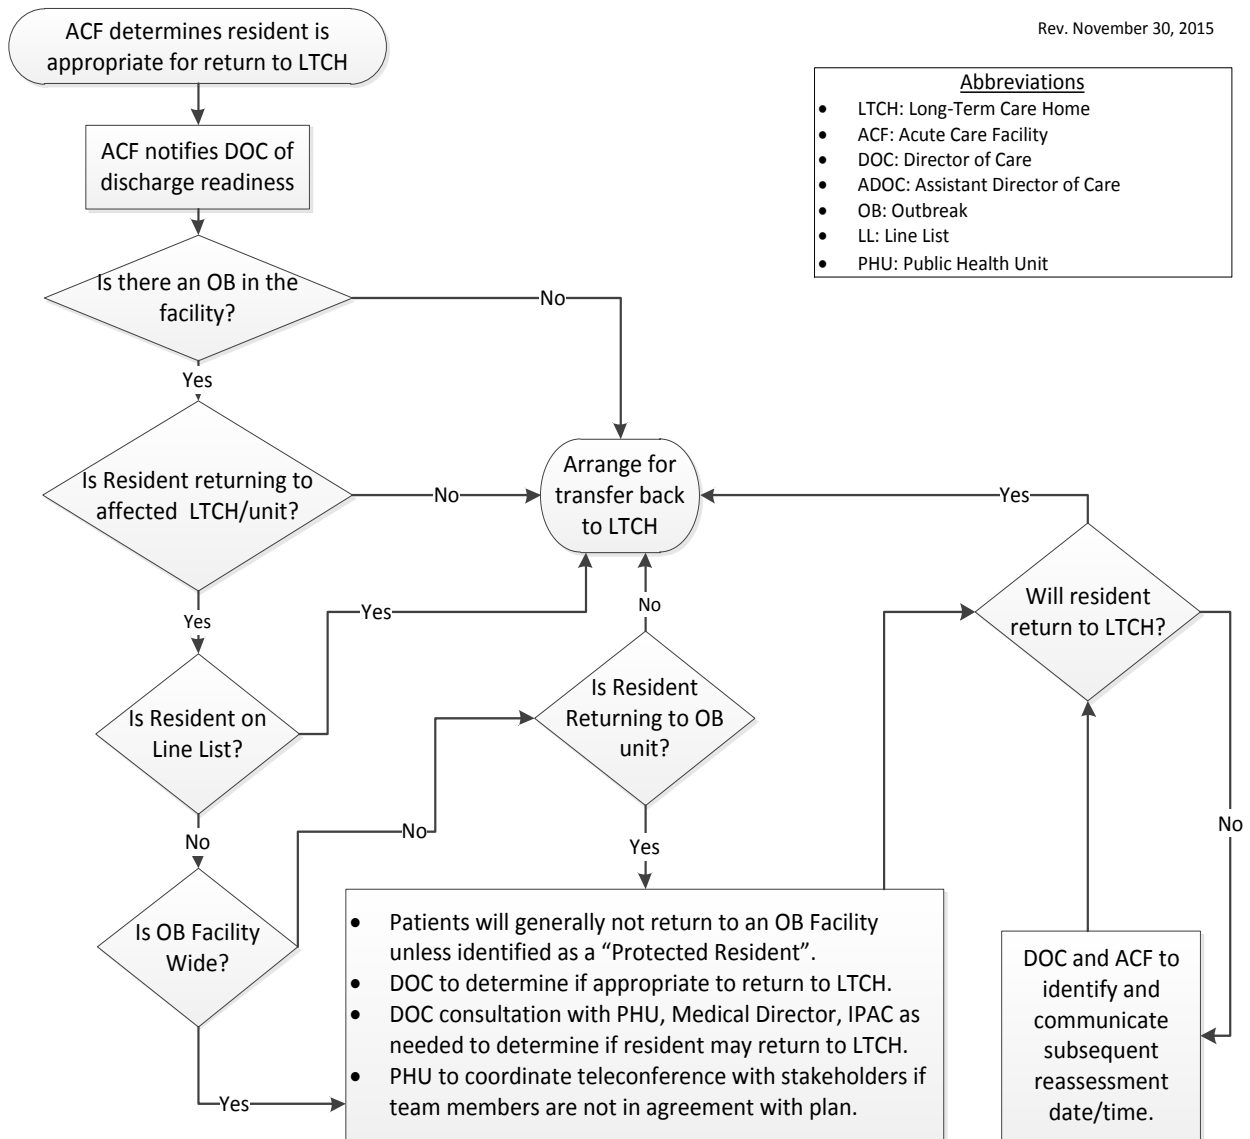 ACF determines resident is
appropriate for return to LTCH
Rev. November 30, 2015
Abbreviations
• LTCH: Long-Term Care Home
• ACF: Acute Care Facility
• DOC: Director of Care
• ADOC: Assistant Director of Care
• OB: Outbreak
• LL: Line List
• PHU: Public Health Unit
ACF notifies DOC of
discharge readiness
Is there an OB in the
facility?
No
Yes
Is Resident returning to
affected LTCH/unit?
No
Arrange for
transfer back
to LTCH
Yes
Yes
Yes
No
Will resident
return to LTCH?
Is Resident on
Line List?
Is Resident
Returning to OB
unit?
No
No
No
Yes
Is OB Facility
Wide?
Yes
• Patients will generally not return to an OB Facility
unless identified as a “Protected Resident”.
• DOC to determine if appropriate to return to LTCH.
• DOC consultation with PHU, Medical Director, IPAC as
needed to determine if resident may return to LTCH.
• PHU to coordinate teleconference with stakeholders if
team members are not in agreement with plan.
DOC and ACF to
identify and
communicate
subsequent
reassessment
date/time.